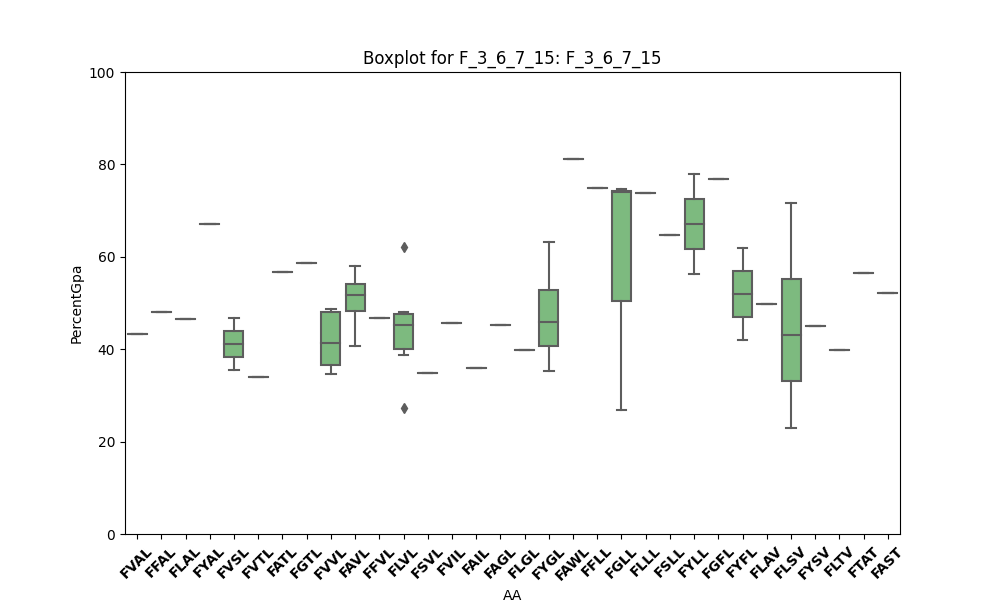 Boxplot for F_3_6_7_15: F_3_6_7_15
100
80
60
40
20
0
PercentGpa
FVAL FFAL FLAL FYAL FVSL FVTL FATL FGTL FVVL FAVL FFVL FLVL FSVL FVIL FAIL FAGL FLGL FYGL FAWL FFLL FGLL FLLL FSLL FYLL FGFL FYFL FLAV FLSV FYSV FLTV FTAT FAST
AA